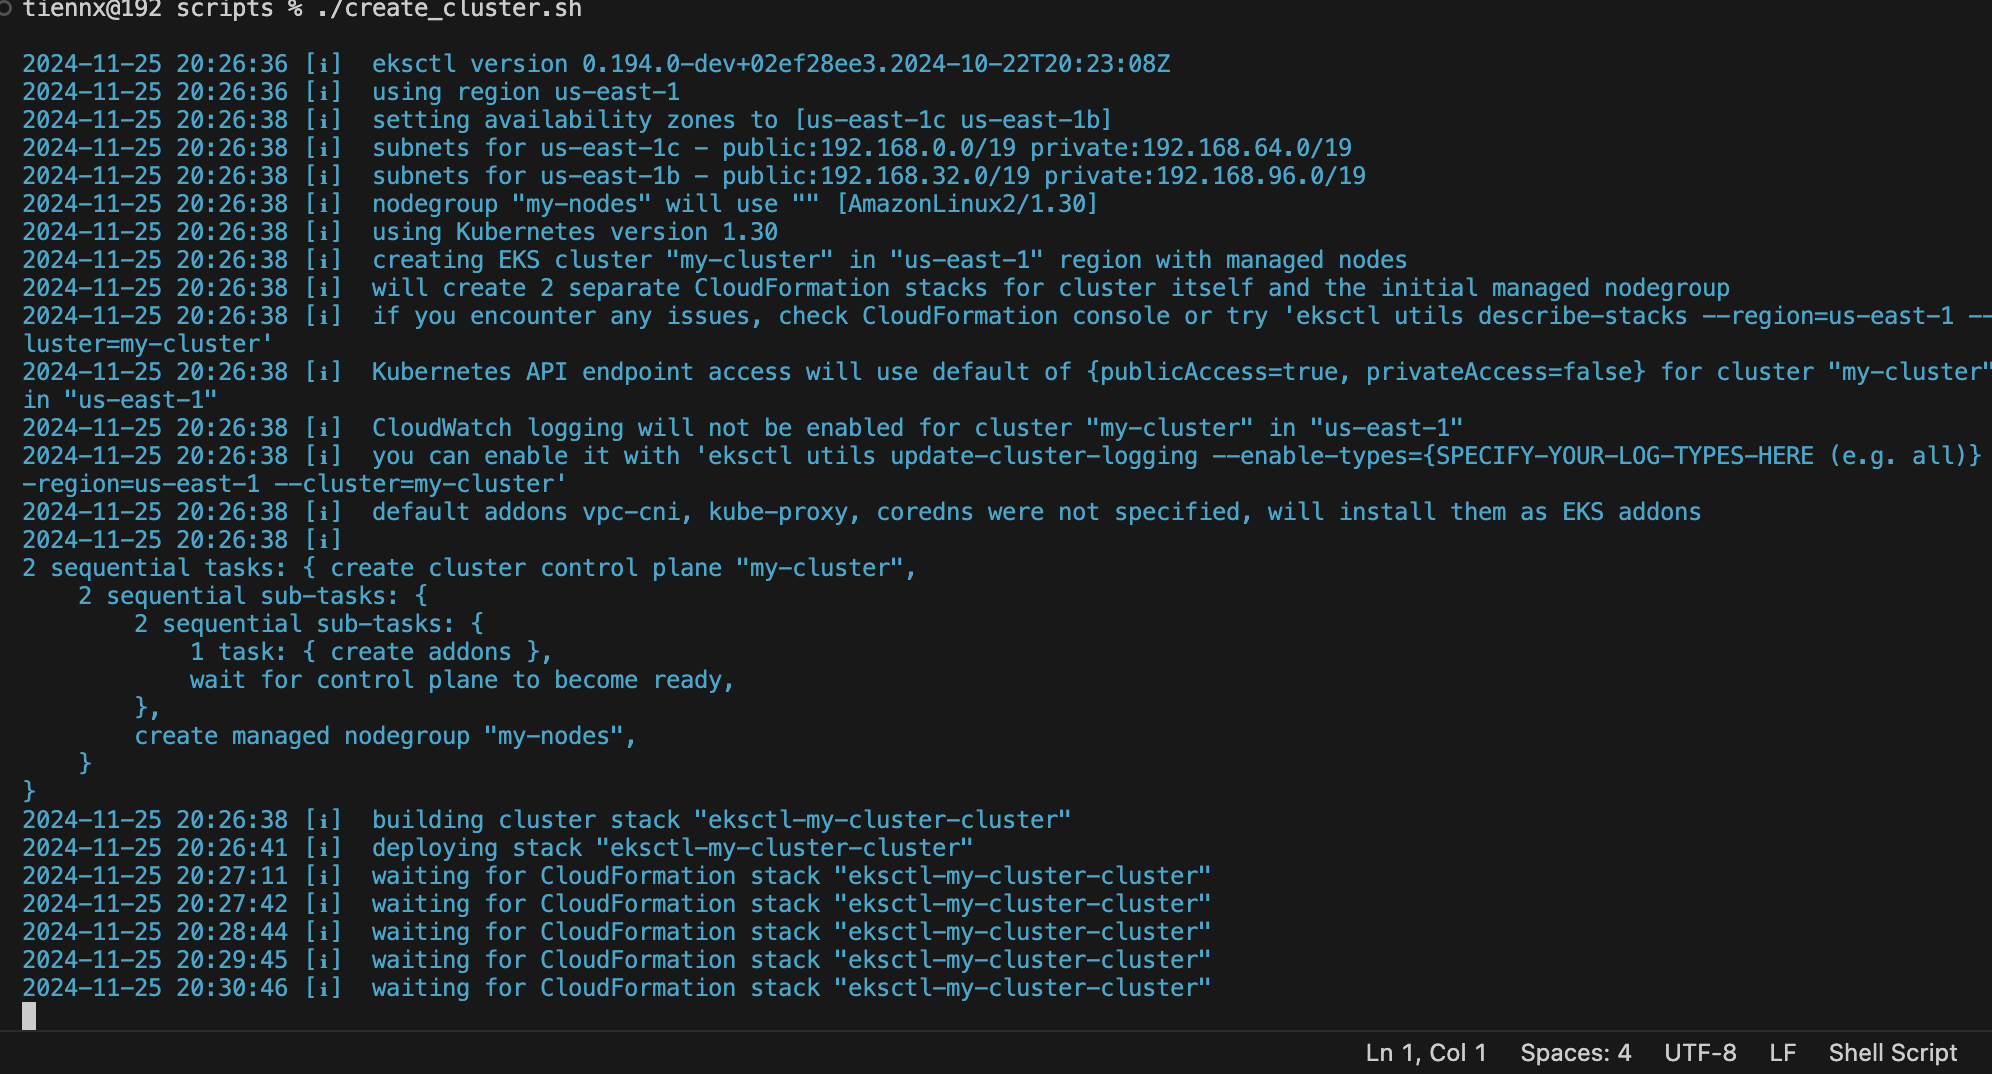 tiennx@192 scripts % ./create_cluster.sh
2024-11-25 20:26:36 [ℹ]  eksctl version 0.194.0-dev+02ef28ee3.2024-10-22T20:23:08Z
2024-11-25 20:26:36 [ℹ]  using region us-east-1
2024-11-25 20:26:38 [ℹ]  setting availability zones to [us-east-1c us-east-1b]
2024-11-25 20:26:38 [ℹ]  subnets for us-east-1c - public:192.168.0.0/19 private:192.168.64.0/19
2024-11-25 20:26:38 [ℹ]  subnets for us-east-1b - public:192.168.32.0/19 private:192.168.96.0/19
2024-11-25 20:26:38 [ℹ]  nodegroup "my-nodes" will use "" [AmazonLinux2/1.30]
2024-11-25 20:26:38 [ℹ]  using Kubernetes version 1.30
2024-11-25 20:26:38 [ℹ]  creating EKS cluster "my-cluster" in "us-east-1" region with managed nodes
2024-11-25 20:26:38 [ℹ]  will create 2 separate CloudFormation stacks for cluster itself and the initial managed nodegroup
2024-11-25 20:26:38 [ℹ]  if you encounter any issues, check CloudFormation console or try 'eksctl utils describe-stacks --region=us-east-1 --
luster=my-cluster'
2024-11-25 20:26:38 [ℹ]  Kubernetes API endpoint access will use default of {publicAccess=true, privateAccess=false} for cluster "my-cluster"
in "us-east-1"
2024-11-25 20:26:38 [ℹ]  CloudWatch logging will not be enabled for cluster "my-cluster" in "us-east-1"
2024-11-25 20:26:38 [ℹ]  you can enable it with 'eksctl utils update-cluster-logging --enable-types={SPECIFY-YOUR-LOG-TYPES-HERE (e.g. all)}
-region=us-east-1 --cluster=my-cluster'
2024-11-25 20:26:38 [ℹ]  default addons vpc-cni, kube-proxy, coredns were not specified, will install them as EKS addons
2024-11-25 20:26:38 [ℹ]
2 sequential tasks: { create cluster control plane "my-cluster",
    2 sequential sub-tasks: {
        2 sequential sub-tasks: {
            1 task: { create addons },
            wait for control plane to become ready,
        },
        create managed nodegroup "my-nodes",
    }
}
2024-11-25 20:26:38 [ℹ]  building cluster stack "eksctl-my-cluster-cluster"
2024-11-25 20:26:41 [ℹ]  deploying stack "eksctl-my-cluster-cluster"
2024-11-25 20:27:11 [ℹ]  waiting for CloudFormation stack "eksctl-my-cluster-cluster"
2024-11-25 20:27:42 [ℹ]  waiting for CloudFormation stack "eksctl-my-cluster-cluster"
2024-11-25 20:28:44 [ℹ]  waiting for CloudFormation stack "eksctl-my-cluster-cluster"
2024-11-25 20:29:45 [ℹ]  waiting for CloudFormation stack "eksctl-my-cluster-cluster"
2024-11-25 20:30:46 [ℹ]  waiting for CloudFormation stack "eksctl-my-cluster-cluster"
Ln 1, Col 1 Spaces: 4 UTF-8 LF Shell Script